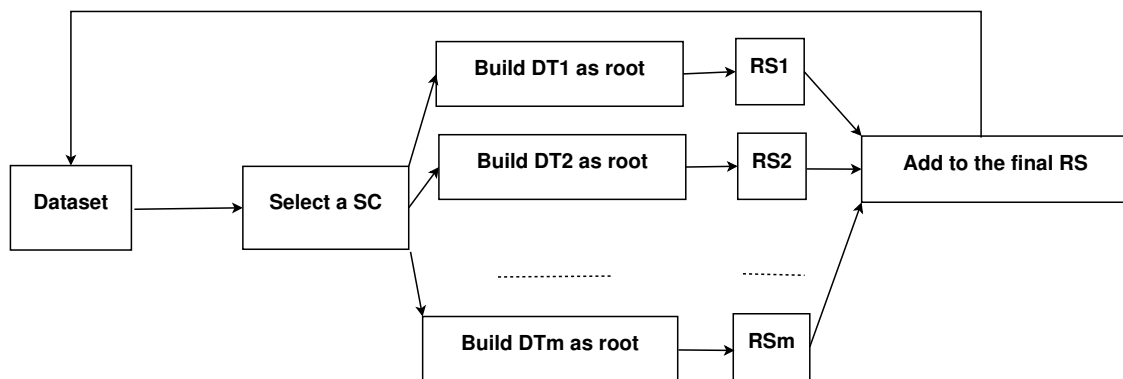 Build DT1 as root
RS1
Build DT2 as root
RS2
Add to the final RS
Dataset
Select a SC
Build DTm as root
RSm